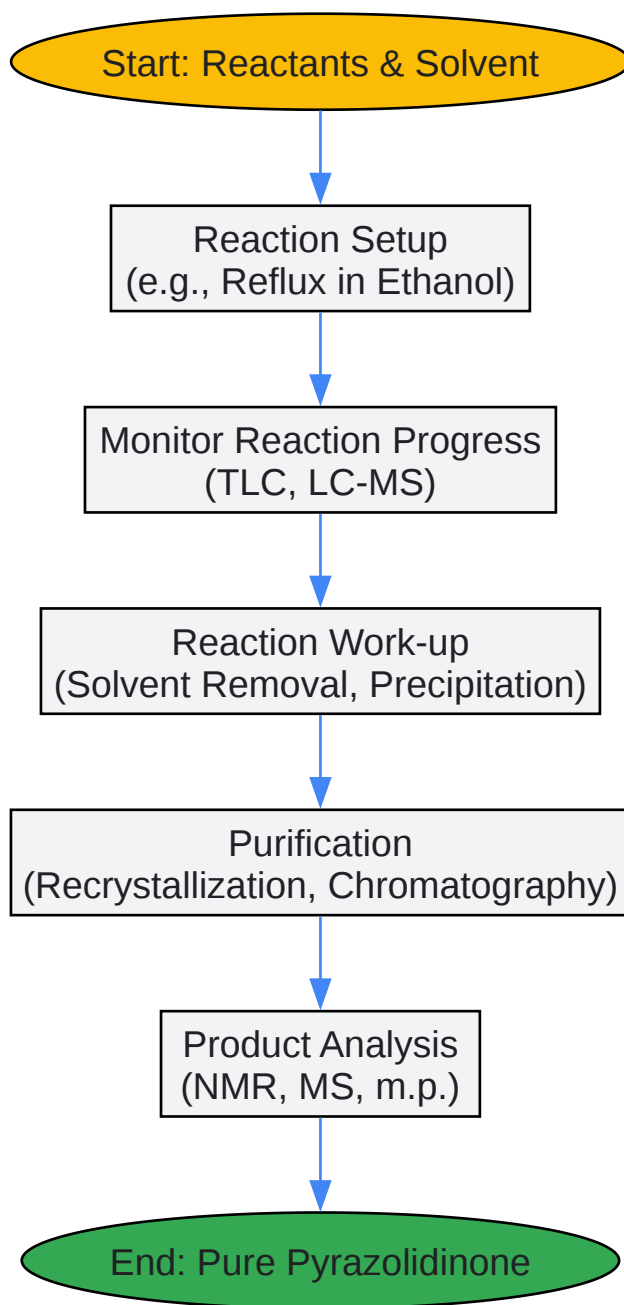 Start: Reactants & Solvent
Reaction Setup
(e.g., Reflux in Ethanol)
Monitor Reaction Progress
(TLC, LC-MS)
Reaction Work-up
(Solvent Removal, Precipitation)
Purification
(Recrystallization, Chromatography)
Product Analysis
(NMR, MS, m.p.)
End: Pure Pyrazolidinone